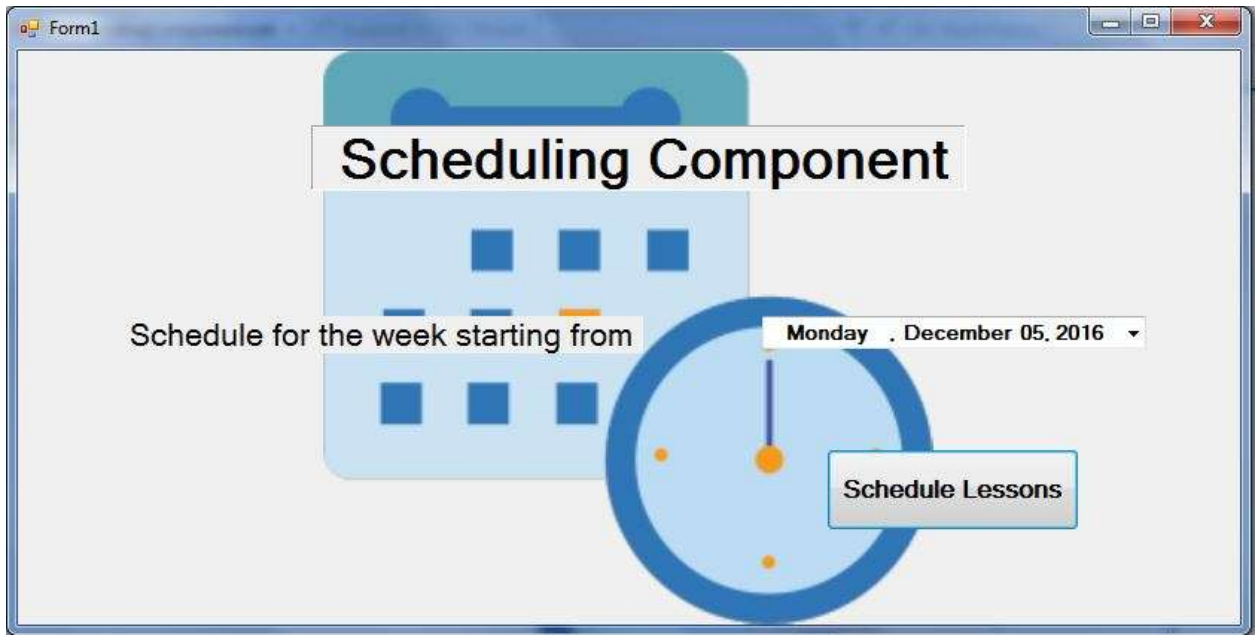 Form1
Scheduling Component
Schedule for the week starting from
Monday , December 05, 2016
Schedule Lessons